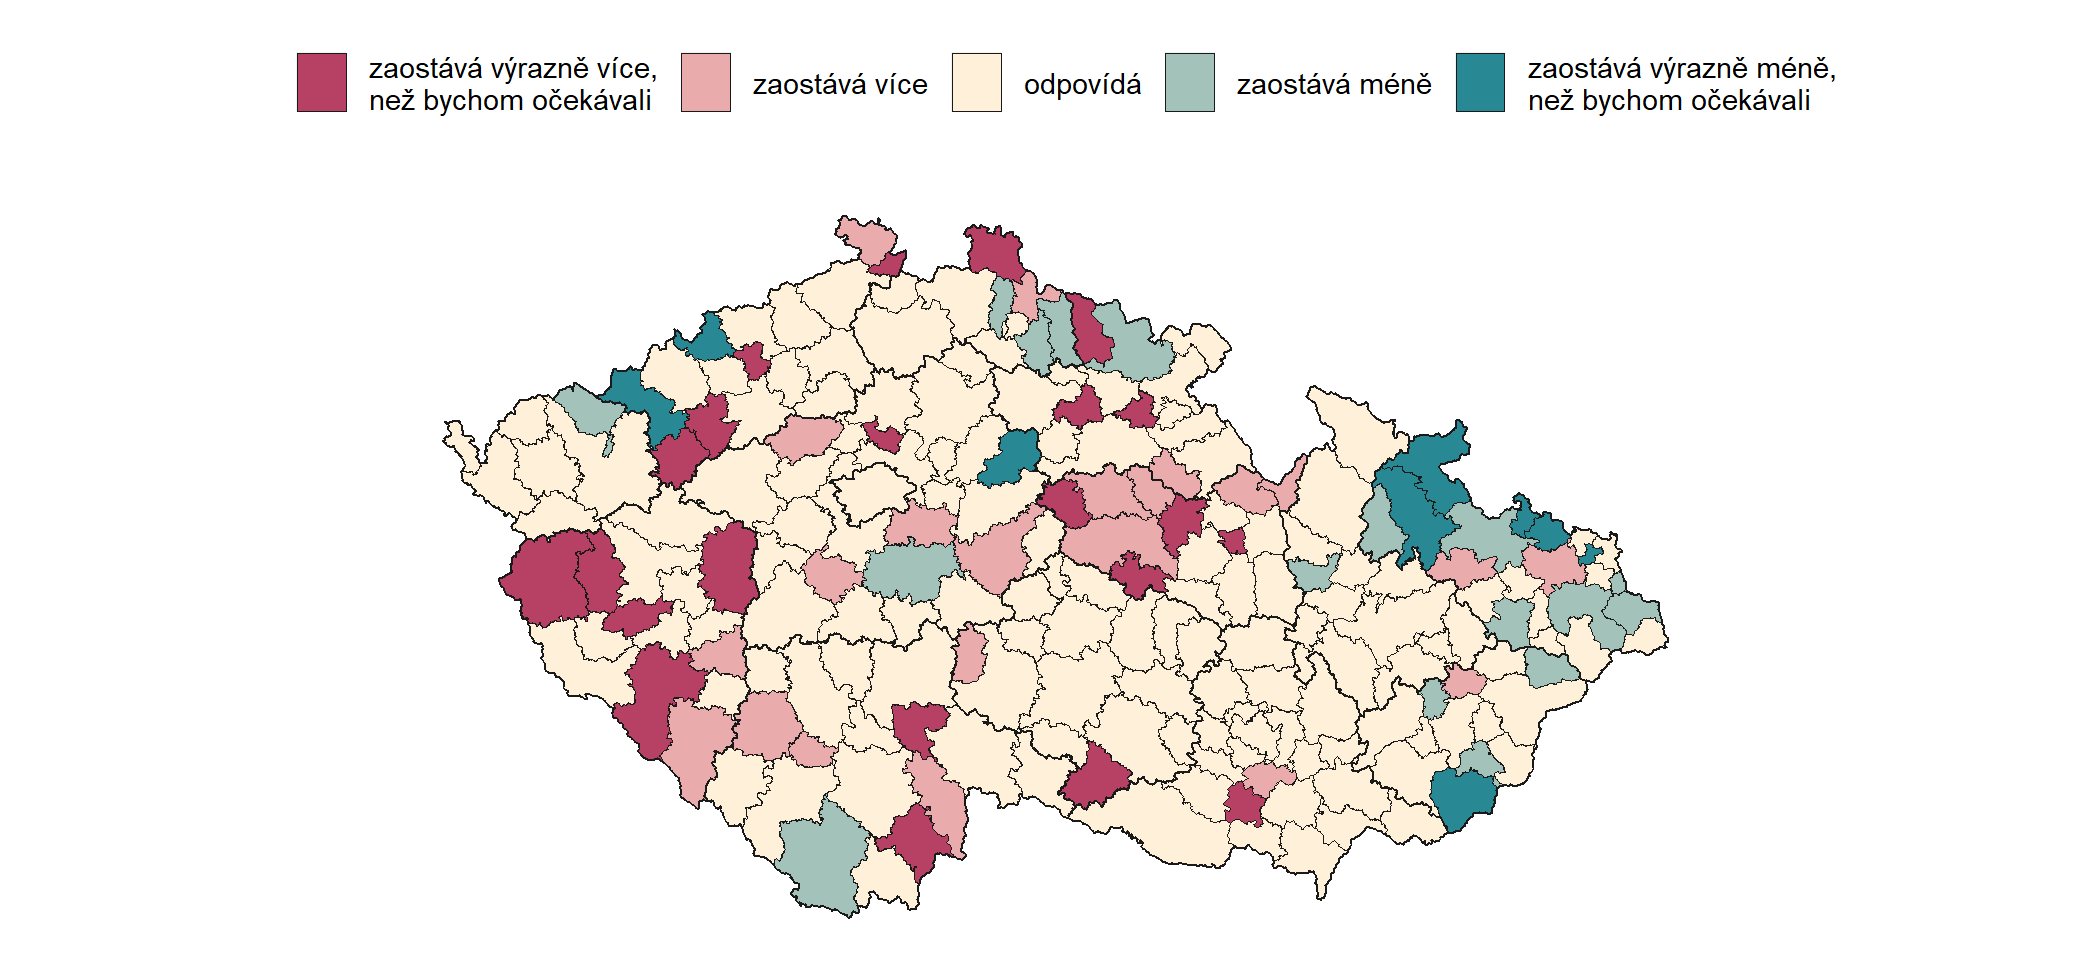 zaostává výrazně více,
než bychom očekávali
zaostává více
odpovídá
zaostává méně
zaostává výrazně méně,
než bychom očekávali